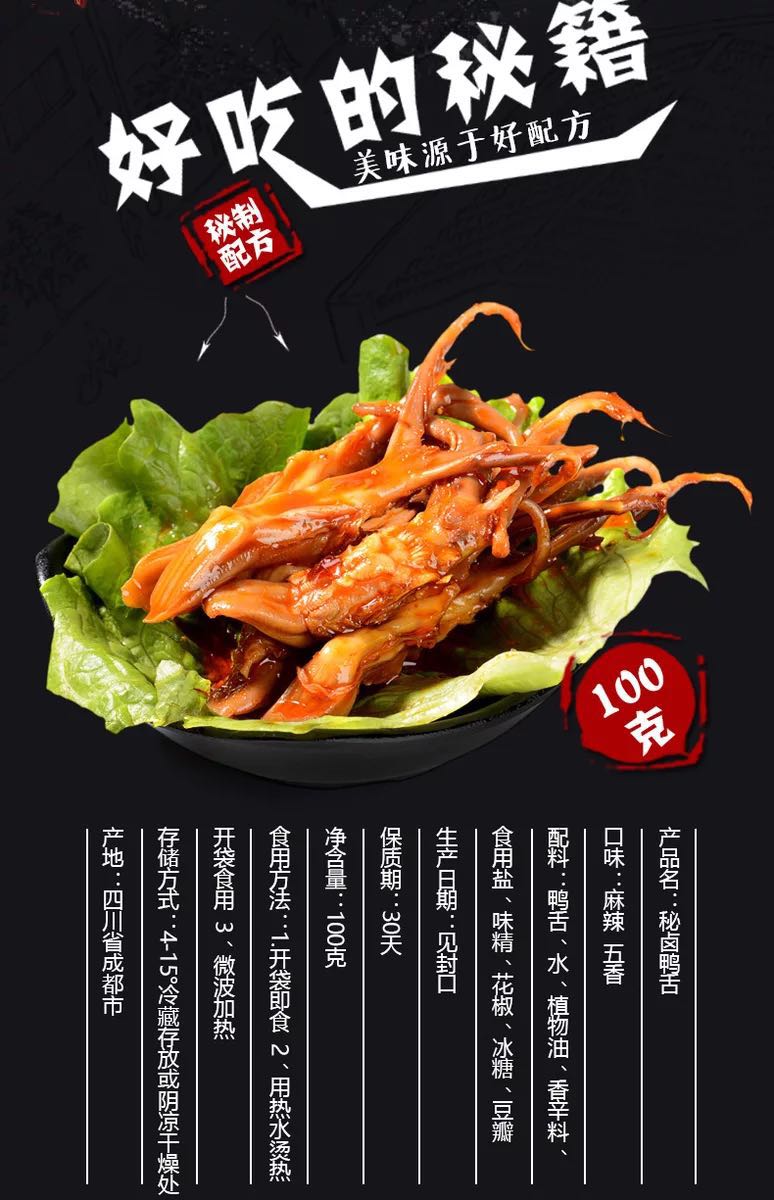 好吃的秘籍
美味源于好配方
秘制
配方
100
克
产品名：秘卤鸭舌
口味：麻辣 五香
配料：鸭舌、水、植物油、香辛料、
食用盐、味精、花椒、冰糖、豆瓣
生产日期：见封口
保质期：30天
净含量：100克
食用方法：1.开袋即食 2、用热水烫热
开袋食用 3、微波加热
存储方式：4-15°冷藏存放或阴凉干燥处
产地：四川省成都市